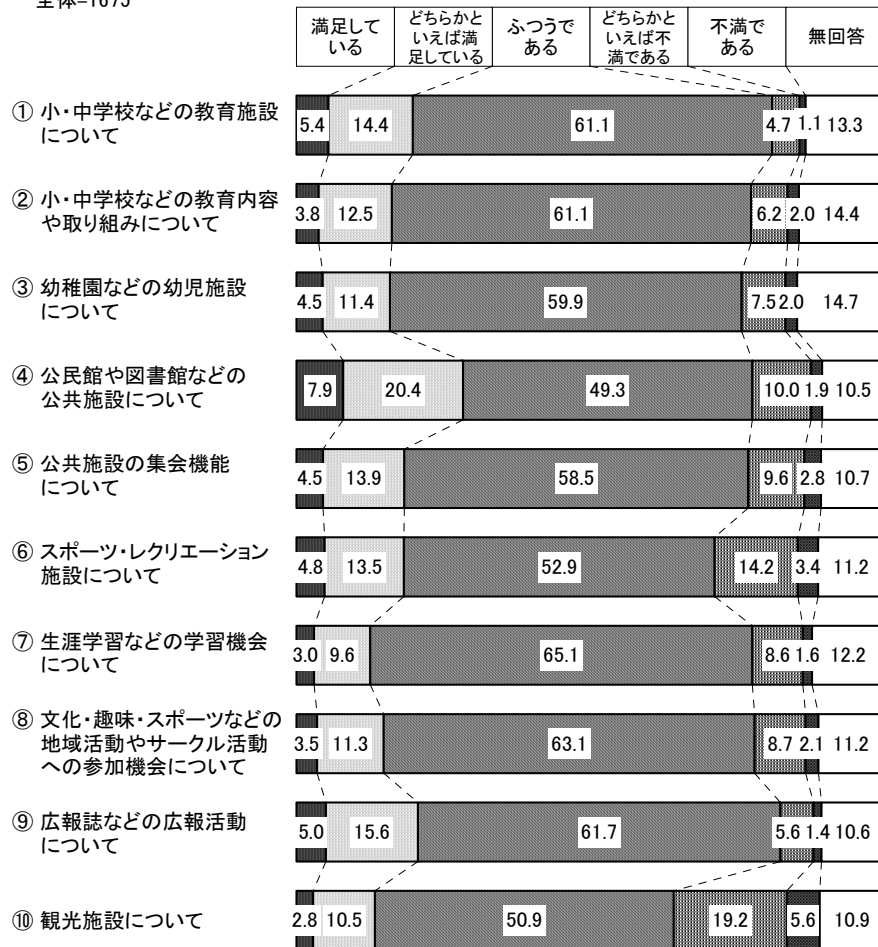 全体=1675
満足して
いる
どちらかと
いえば満
足している
ふつうで
ある
どちらかと
いえば不
満である
不満で
ある
無回答
① 小・中学校などの教育施設
について
5.4 14.4 61.1 4.7 1.1 13.3
② 小・中学校などの教育内容
や取り組みについて
3.8 12.5 61.1 6.2 2.0 14.4
③ 幼稚園などの幼児施設
について
4.5 11.4 59.9 7.5 2.0 14.7
④ 公民館や図書館などの
公共施設について
7.9 20.4 49.3 10.0 1.9 10.5
⑤ 公共施設の集会機能
について
4.5 13.9 58.5 9.6 2.8 10.7
⑥ スポーツ・レクリエーション
施設について
4.8 13.5 52.9 14.2 3.4 11.2
⑦ 生涯学習などの学習機会
について
3.0 9.6 65.1 8.6 1.6 12.2
⑧ 文化・趣味・スポーツなどの
地域活動やサークル活動
への参加機会について
3.5 11.3 63.1 8.7 2.1 11.2
⑨ 広報誌などの広報活動
について
5.0 15.6 61.7 5.6 1.4 10.6
⑩ 観光施設について
2.8 10.5 50.9 19.2 5.6 10.9